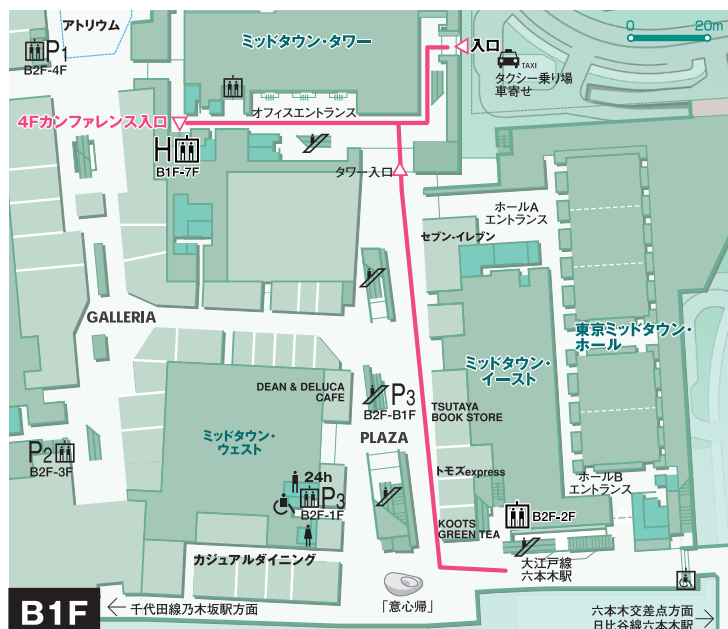 アトリウム
P1
B2F-4F
ミッドタウン・タワー
入口
TAXI
タクシー乗り場
車寄せ
0 20m
オフィスエントランス
4Fカンファレンス入口
H
B1F-7F
タワー入口
ホールA
エントランス
セブン-イレブン
GALLERIA
東京ミッドタウン・
ホール
ミッドタウン・
イースト
DEAN & DELUCA
CAFE
P3
B2F-B1F
TSUTAYA
BOOK STORE
PLAZA
ミッドタウン・
ウェスト
P2
B2F-3F
24h
P3
B2F-1F
トモズexpress
ホールB
エントランス
B2F-2F
KOOTS
GREEN TEA
カジュアルダイニング
大江戸線
六本木駅
「意心帰」
B1F
千代田線乃木坂駅方面
六本木交差点方面
日比谷線六本木駅